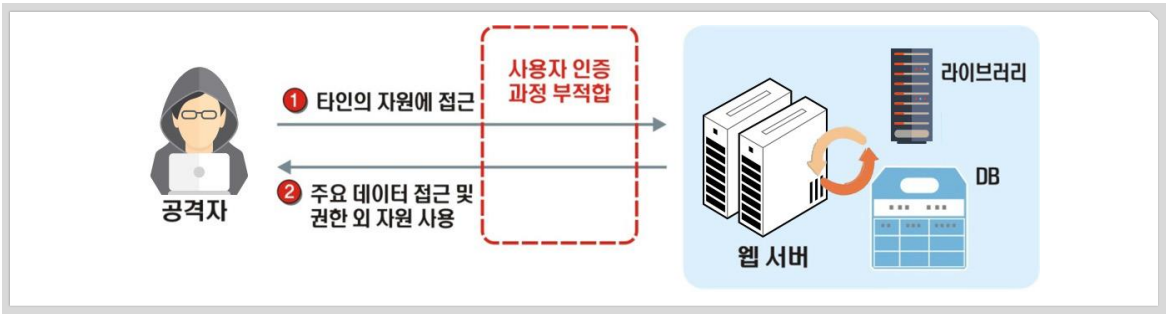 사용자 인증
과정 부적합
라이브러리
1 타인의 자원에 접근
DB
2 주요 데이터 접근 및
권한 외 자원 사용
공격자
웹 서버